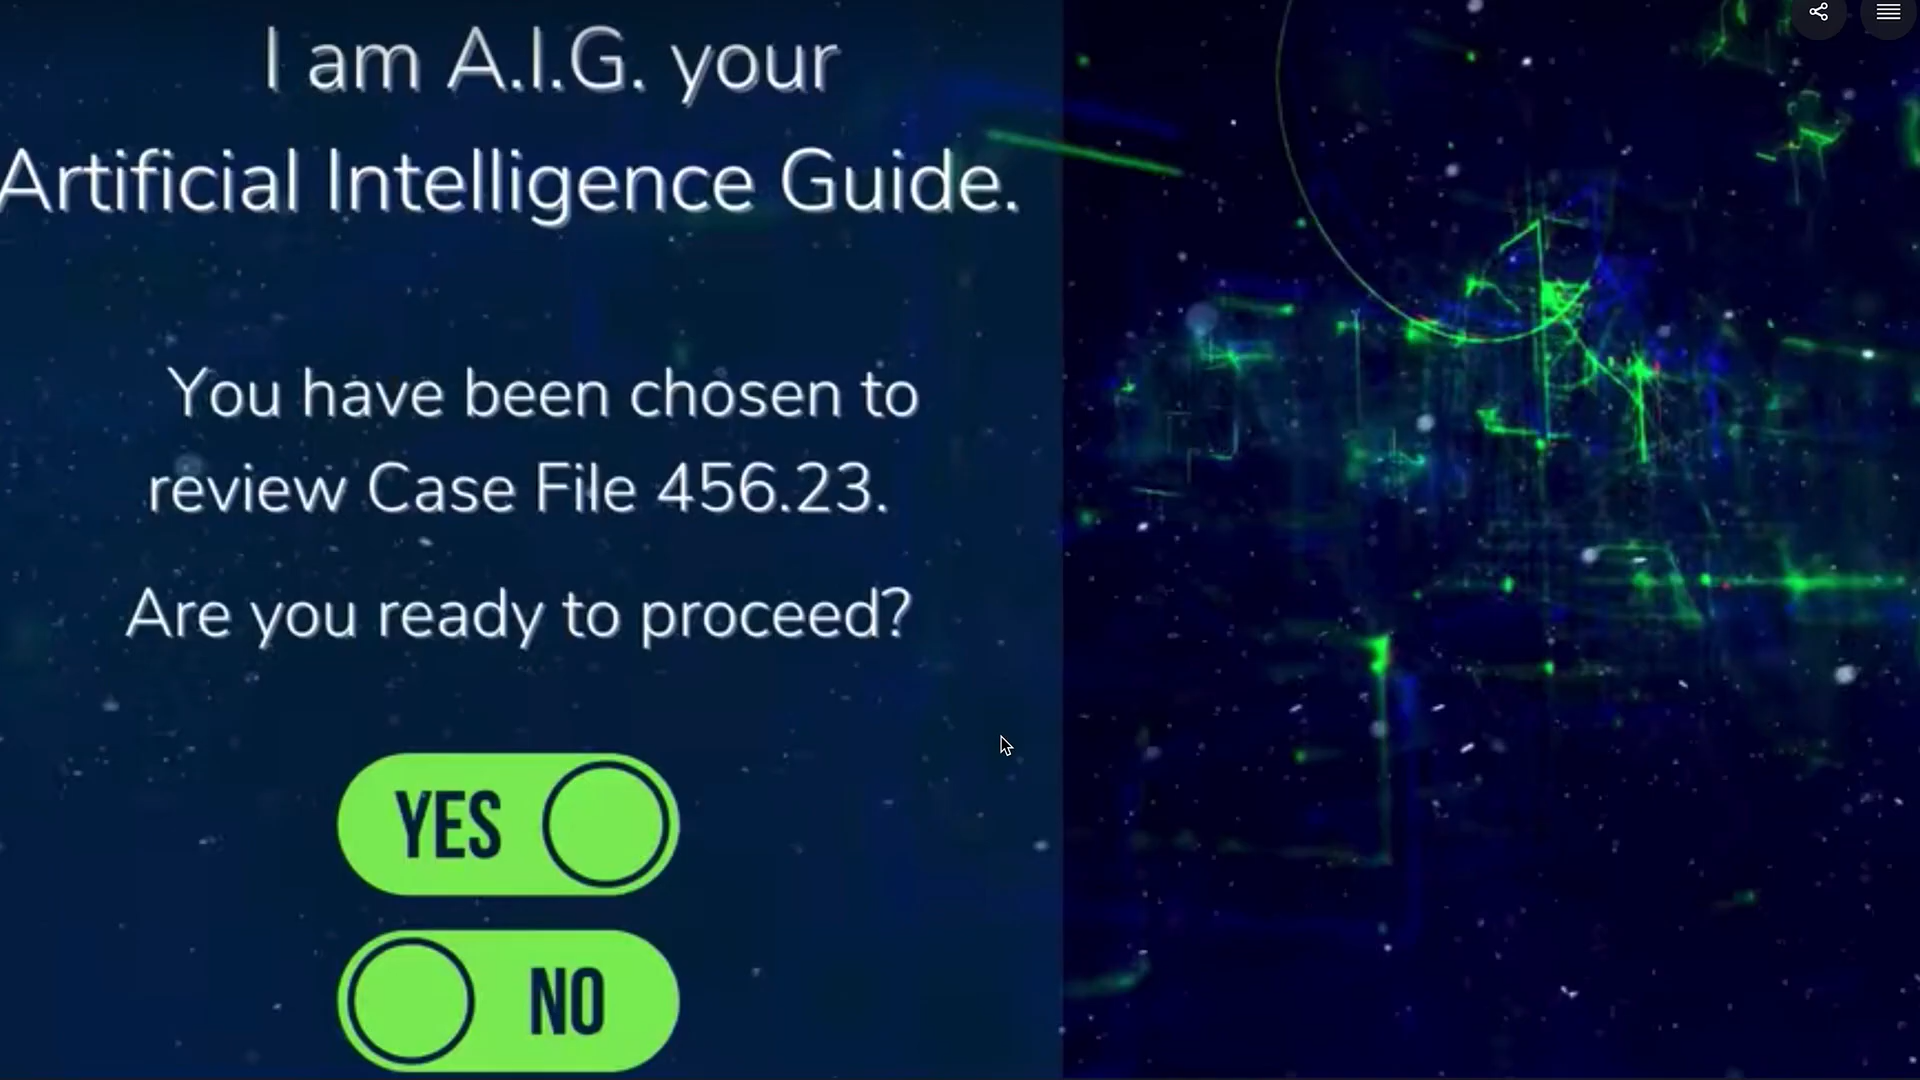 I am A.I.G. your
Artificial Intelligence Guide.
You have been chosen to
review Case File 456.23.
Are you ready to proceed?
YES
NO